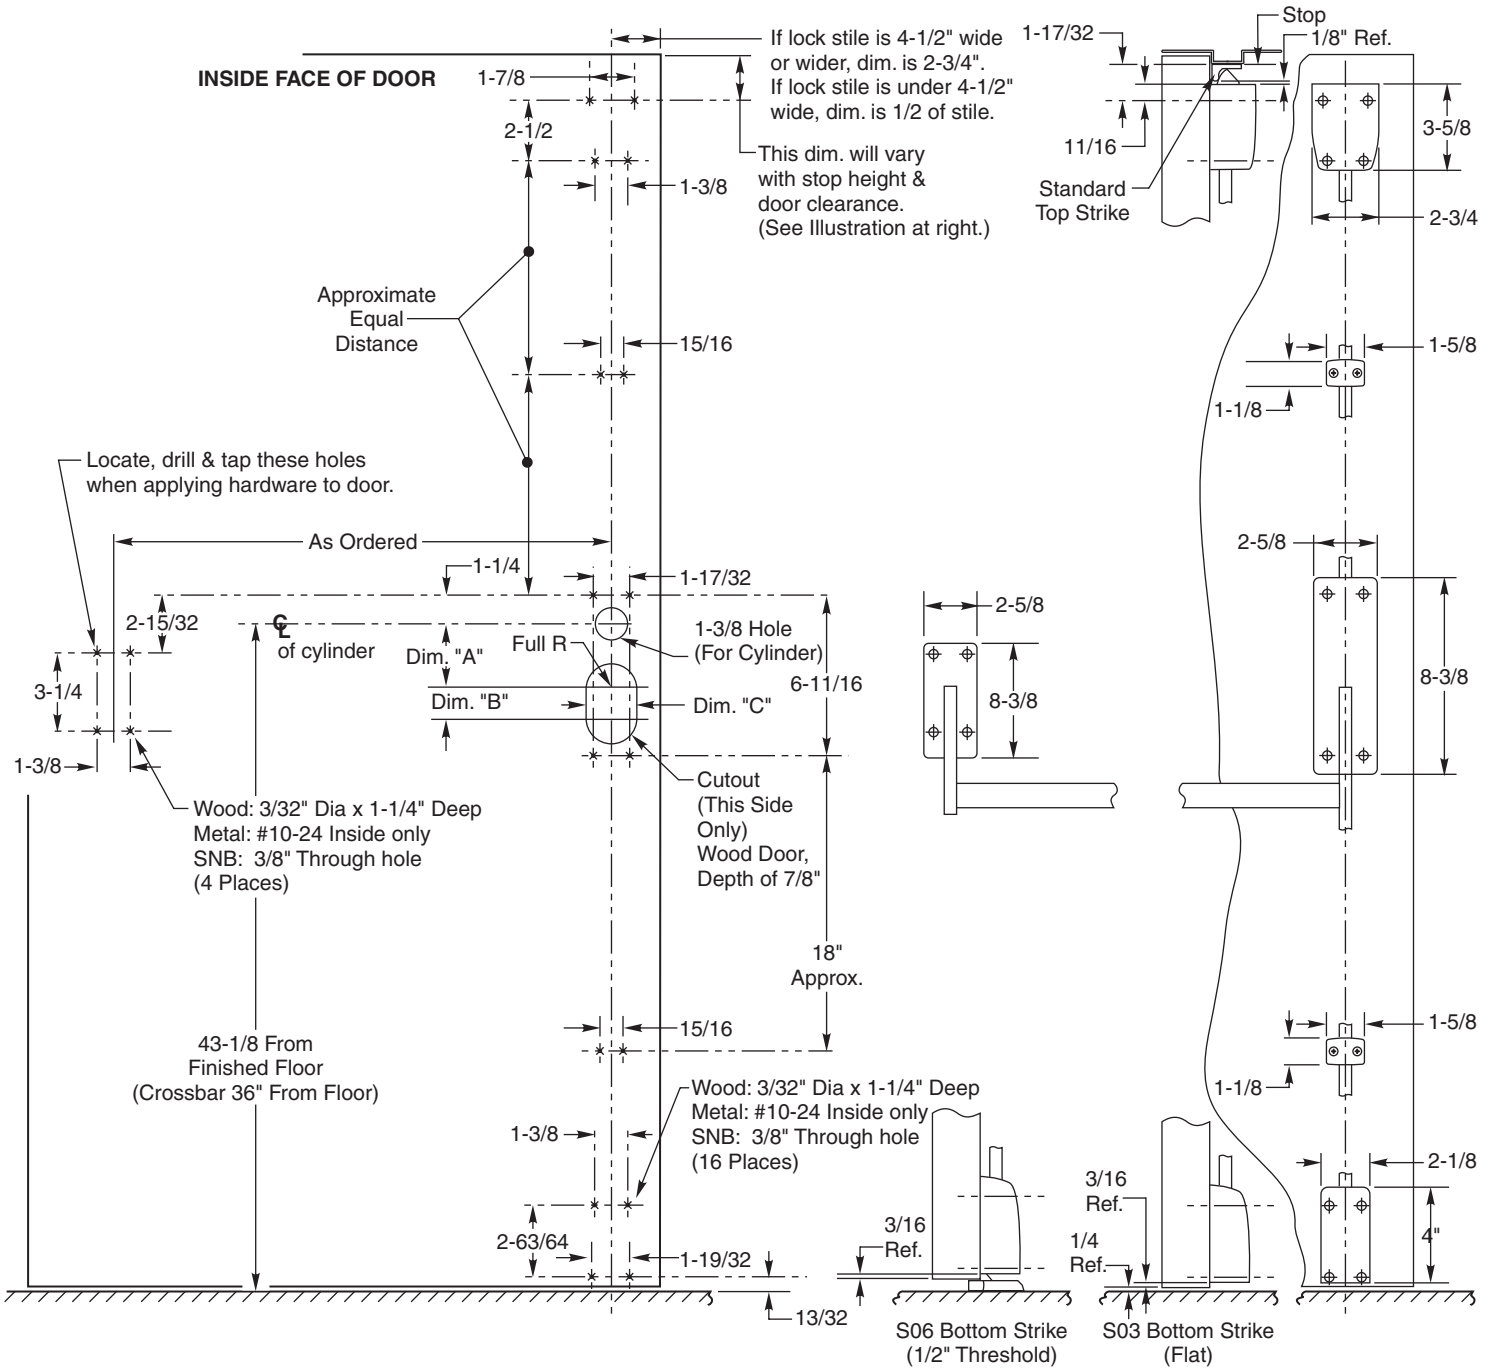 INSIDE FACE OF DOOR
1-7/8
2-1/2
1-3/8
If lock stile is 4-1/2" wide
or wider, dim. is 2-3/4".
If lock stile is under 4-1/2"
wide, dim. is 1/2 of stile.
This dim. will vary
with stop height &
door clearance.
(See Illustration at right.)
Approximate
Equal
Distance
15/16
Locate, drill & tap these holes
when applying hardware to door.
As Ordered
1-1/4
1-17/32
2-15/32
CL
of cylinder
Dim. "A"
Full R
1-3/8 Hole
(For Cylinder)
6-11/16
3-1/4
Dim. "B"
Dim. "C"
1-3/8
Wood: 3/32" Dia x 1-1/4" Deep
Metal: #10-24 Inside only
SNB: 3/8" Through hole
(4 Places)
Cutout
(This Side
Only)
Wood Door,
Depth of 7/8"
18"
Approx.
43-1/8 From
Finished Floor
(Crossbar 36" From Floor)
15/16
Wood: 3/32" Dia x 1-1/4" Deep
Metal: #10-24 Inside only
SNB: 3/8" Through hole
(16 Places)
1-3/8
2-63/64
1-19/32
13/32
1-17/32
Stop
1/8" Ref.
11/16
Standard
Top Strike
3-5/8
2-3/4
1-5/8
1-1/8
2-5/8
8-3/8
2-5/8
8-3/8
1-5/8
1-1/8
2-1/8
4"
3/16
Ref.
3/16
Ref.
1/4
Ref.
S06 Bottom Strike
(1/2" Threshold)
S03 Bottom Strike
(Flat)